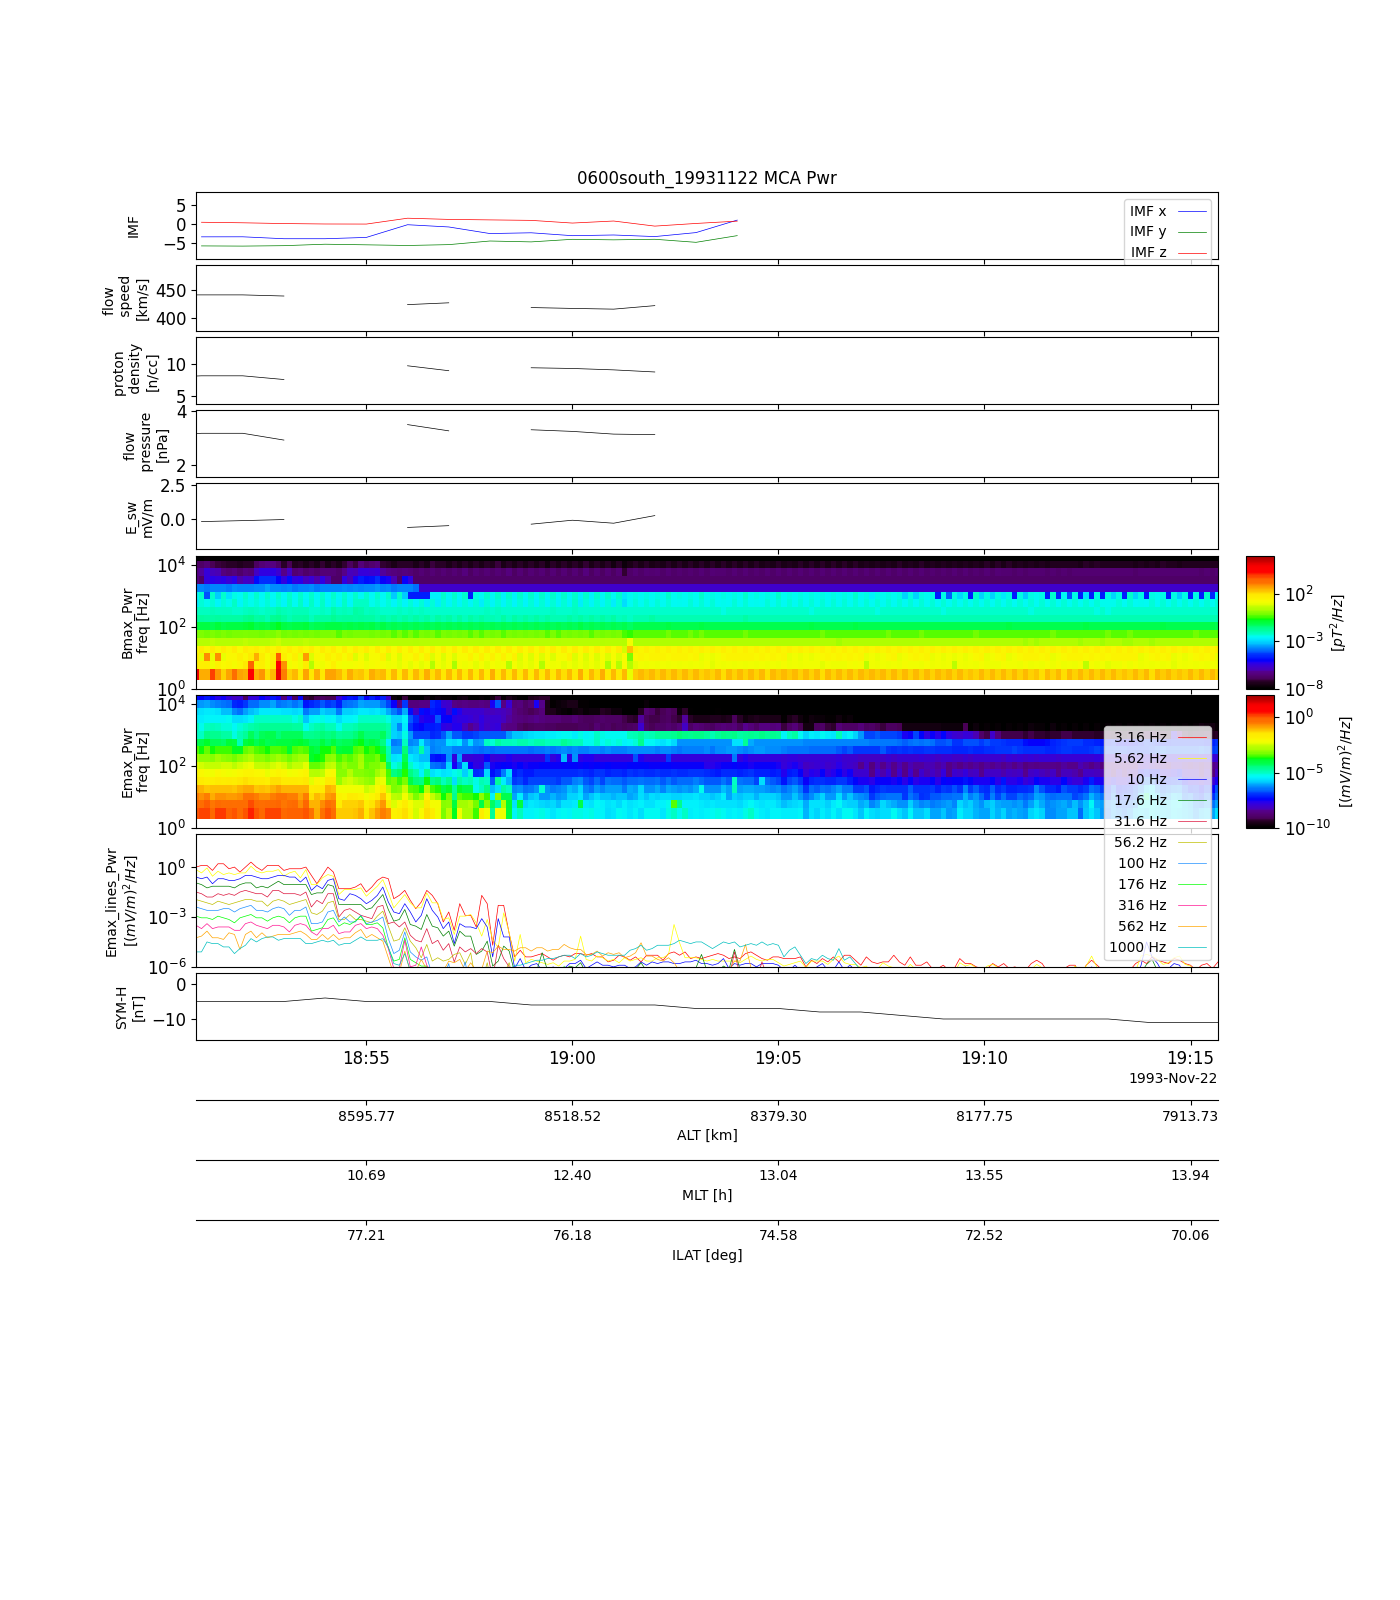 0600south_19931122 MCA Pwr
5
0
−5
IMF
IMF x
IMF y
IMF z
450
400
flow
speed
[km/s]
10
5
proton
density
[n/cc]
4
2
flow
pressure
[nPa]
2.5
0.0
E_sw
mV/m
10^4
10^2
10^0
Bmax_Pwr
freq [Hz]
10^2
10^−3
10^−8
[pT^2/Hz]
10^4
10^2
10^0
Emax_Pwr
freq [Hz]
10^0
10^−5
10^−10
[(mV/m)^2/Hz]
3.16 Hz
5.62 Hz
10 Hz
17.6 Hz
31.6 Hz
56.2 Hz
100 Hz
176 Hz
316 Hz
562 Hz
1000 Hz
10^0
10^−3
10^−6
Emax_lines_Pwr
[(mV/m)^2/Hz]
0
−10
SYM-H
[nT]
18:55 19:00 19:05 19:10 19:15
1993-Nov-22
8595.77 8518.52 8379.30 8177.75 7913.73
ALT [km]
10.69 12.40 13.04 13.55 13.94
MLT [h]
77.21 76.18 74.58 72.52 70.06
ILAT [deg]